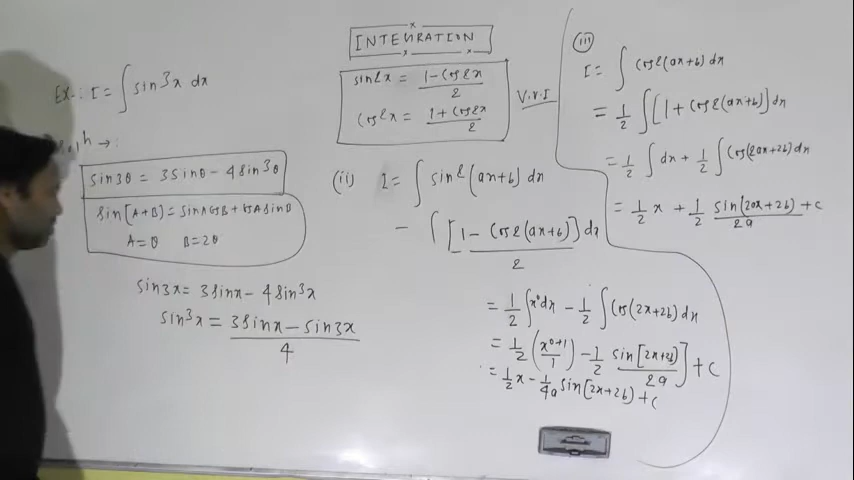 INTEGRATION
sin2x = 1-cos2x / 2
cos2x = 1+cos2x / 2
V.V.I
Ex-: I = ∫ sin³x dx
sin3θ = 3sinθ - 4sin³θ
sin[A+B] = sinAcosB + cosAsinB
A=θ B=2θ
sin3x = 3sinx - 4sin³x
sin³x = 3sinx - sin3x / 4
(ii) I = ∫ sin2(ax+b) dx
- ∫ [1 - cos2(ax+b)] dx / 2
= 1/2 ∫x⁰dx - 1/2 ∫cos(2x+2b) dx
= 1/2 (x⁰⁺¹/1) - 1/2 sin[2x+2b]/2a] + c
= 1/2 x - 1/4a sin[2x+2b] + c
(iii)
I = ∫ cos2(ax+b) dx
= 1/2 ∫[1 + cos2(ax+b)] dx
= 1/2 ∫dx + 1/2 ∫cos(2ax+2b) dx
= 1/2 x + 1/2 sin(2ax+2b)/2a + c